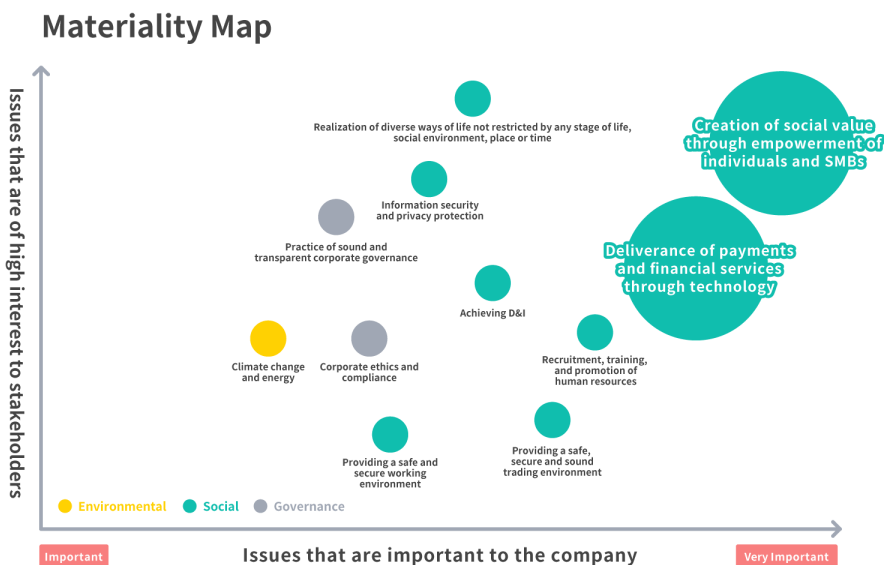 Materiality Map
Issues that are of high interest to stakeholders
Realization of diverse ways of life not restricted by any stage of life,
social environment, place or time
Creation of social value
through empowerment of
individuals and SMBs
Information security
and privacy protection
Practice of sound and
transparent corporate governance
Deliverance of payments
and financial services
through technology
Achieving D&I
Climate change
and energy
Corporate ethics and
compliance
Recruitment, training,
and promotion of
human resources
Providing a safe and
secure working
environment
Providing a safe,
secure and sound
trading environment
Environmental
Social
Governance
Important
Issues that are important to the company
Very Important